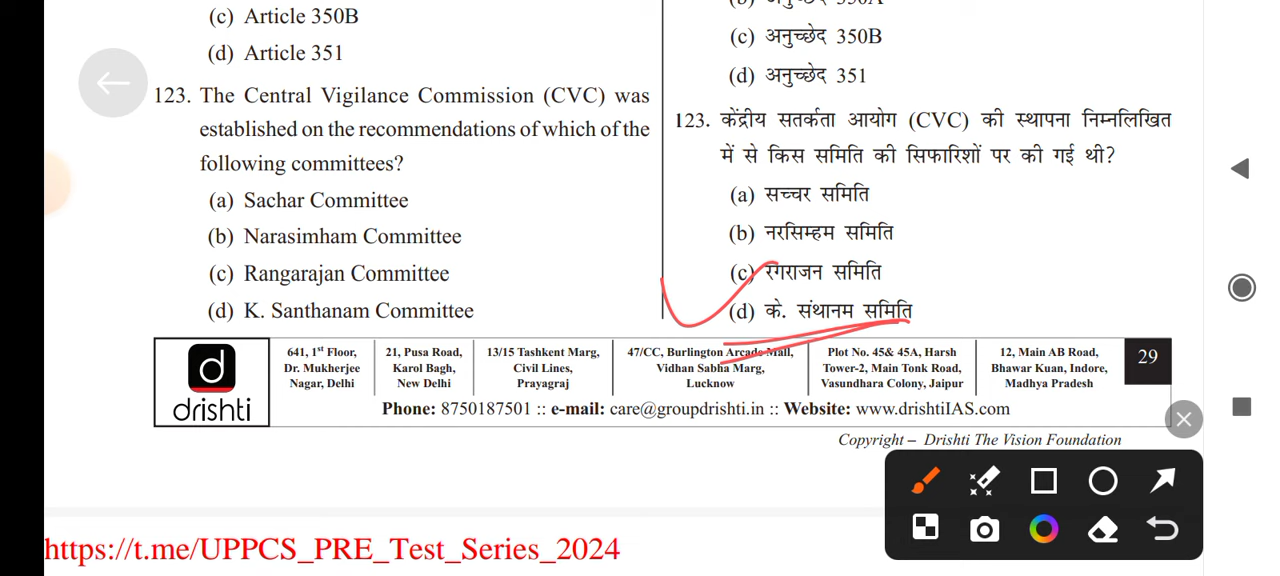 (c) Article 350B
(d) Article 351
123. The Central Vigilance Commission (CVC) was
established on the recommendations of which of the
following committees?
(a) Sachar Committee
(b) Narasimham Committee
(c) Rangarajan Committee
(d) K. Santhanam Committee
(c) अनुच्छेद 350B
(d) अनुच्छेद 351
123. केंद्रीय सतर्कता आयोग (CVC) की स्थापना निम्नलिखित
में से किस समिति की सिफारिशों पर की गई थी?
(a) सच्चर समिति
(b) नरसिम्हम समिति
(c) रंगराजन समिति
(d) के. संथानम समिति
d
drishti
641, 1st Floor,
Dr. Mukherjee
Nagar, Delhi
21, Pusa Road,
Karol Bagh,
New Delhi
13/15 Tashkent Marg,
Civil Lines,
Prayagraj
47/CC, Burlington Arcade Mall,
Vidhan Sabha Marg,
Lucknow
Plot No. 45& 45A, Harsh
Tower-2, Main Tonk Road,
Vasundhara Colony, Jaipur
12, Main AB Road,
Bhawar Kuan, Indore,
Madhya Pradesh
29
Phone: 8750187501 :: e-mail: care@groupdrishti.in :: Website: www.drishtiIAS.com
Copyright – Drishti The Vision Foundation
https://t.me/UPPCS_PRE_Test_Series_2024